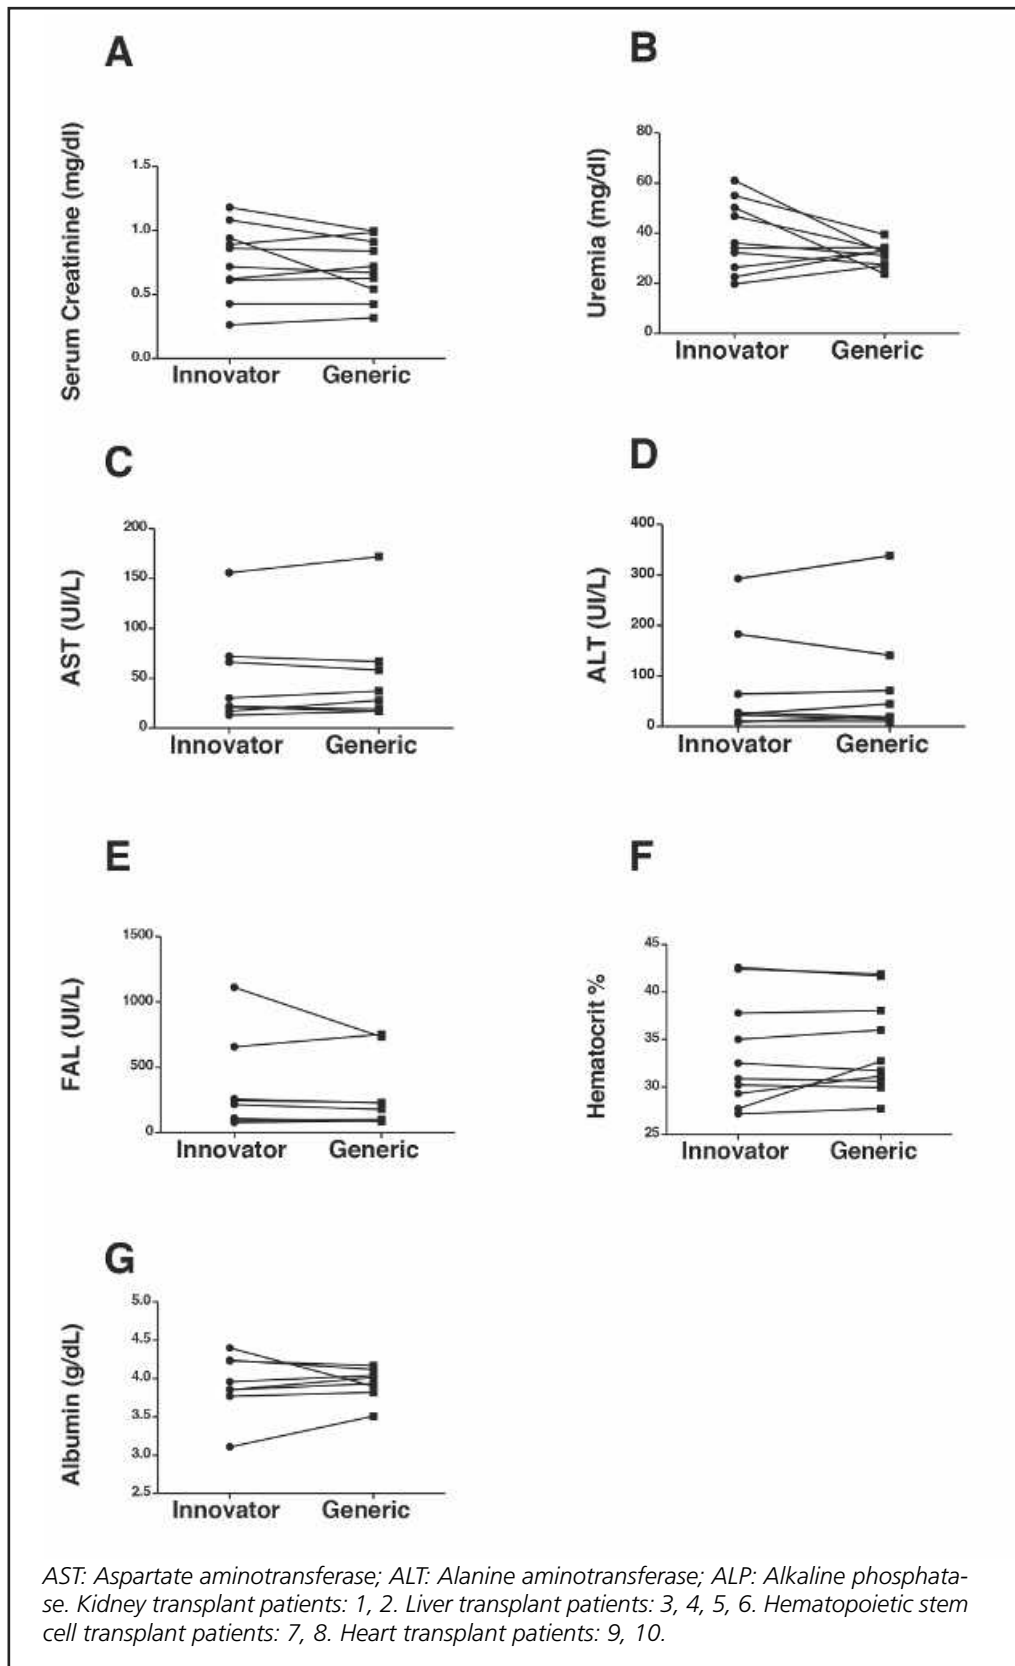 A
Serum Creatinine (mg/dl)
1.5
1.0
0.5
0.0
Innovator Generic
B
Uremia (mg/dl)
80
60
40
20
0
Innovator Generic
C
AST (UI/L)
200
150
100
50
0
Innovator Generic
D
ALT (UI/L)
400
300
200
100
0
Innovator Generic
E
FAL (UI/L)
1500
1000
500
0
Innovator Generic
F
Hematocrit %
45
40
35
30
25
Innovator Generic
G
Albumin (g/dL)
5.0
4.5
4.0
3.5
3.0
2.5
Innovator Generic
AST: Aspartate aminotransferase; ALT: Alanine aminotransferase; ALP: Alkaline phosphata-
se. Kidney transplant patients: 1, 2. Liver transplant patients: 3, 4, 5, 6. Hematopoietic stem
cell transplant patients: 7, 8. Heart transplant patients: 9, 10.